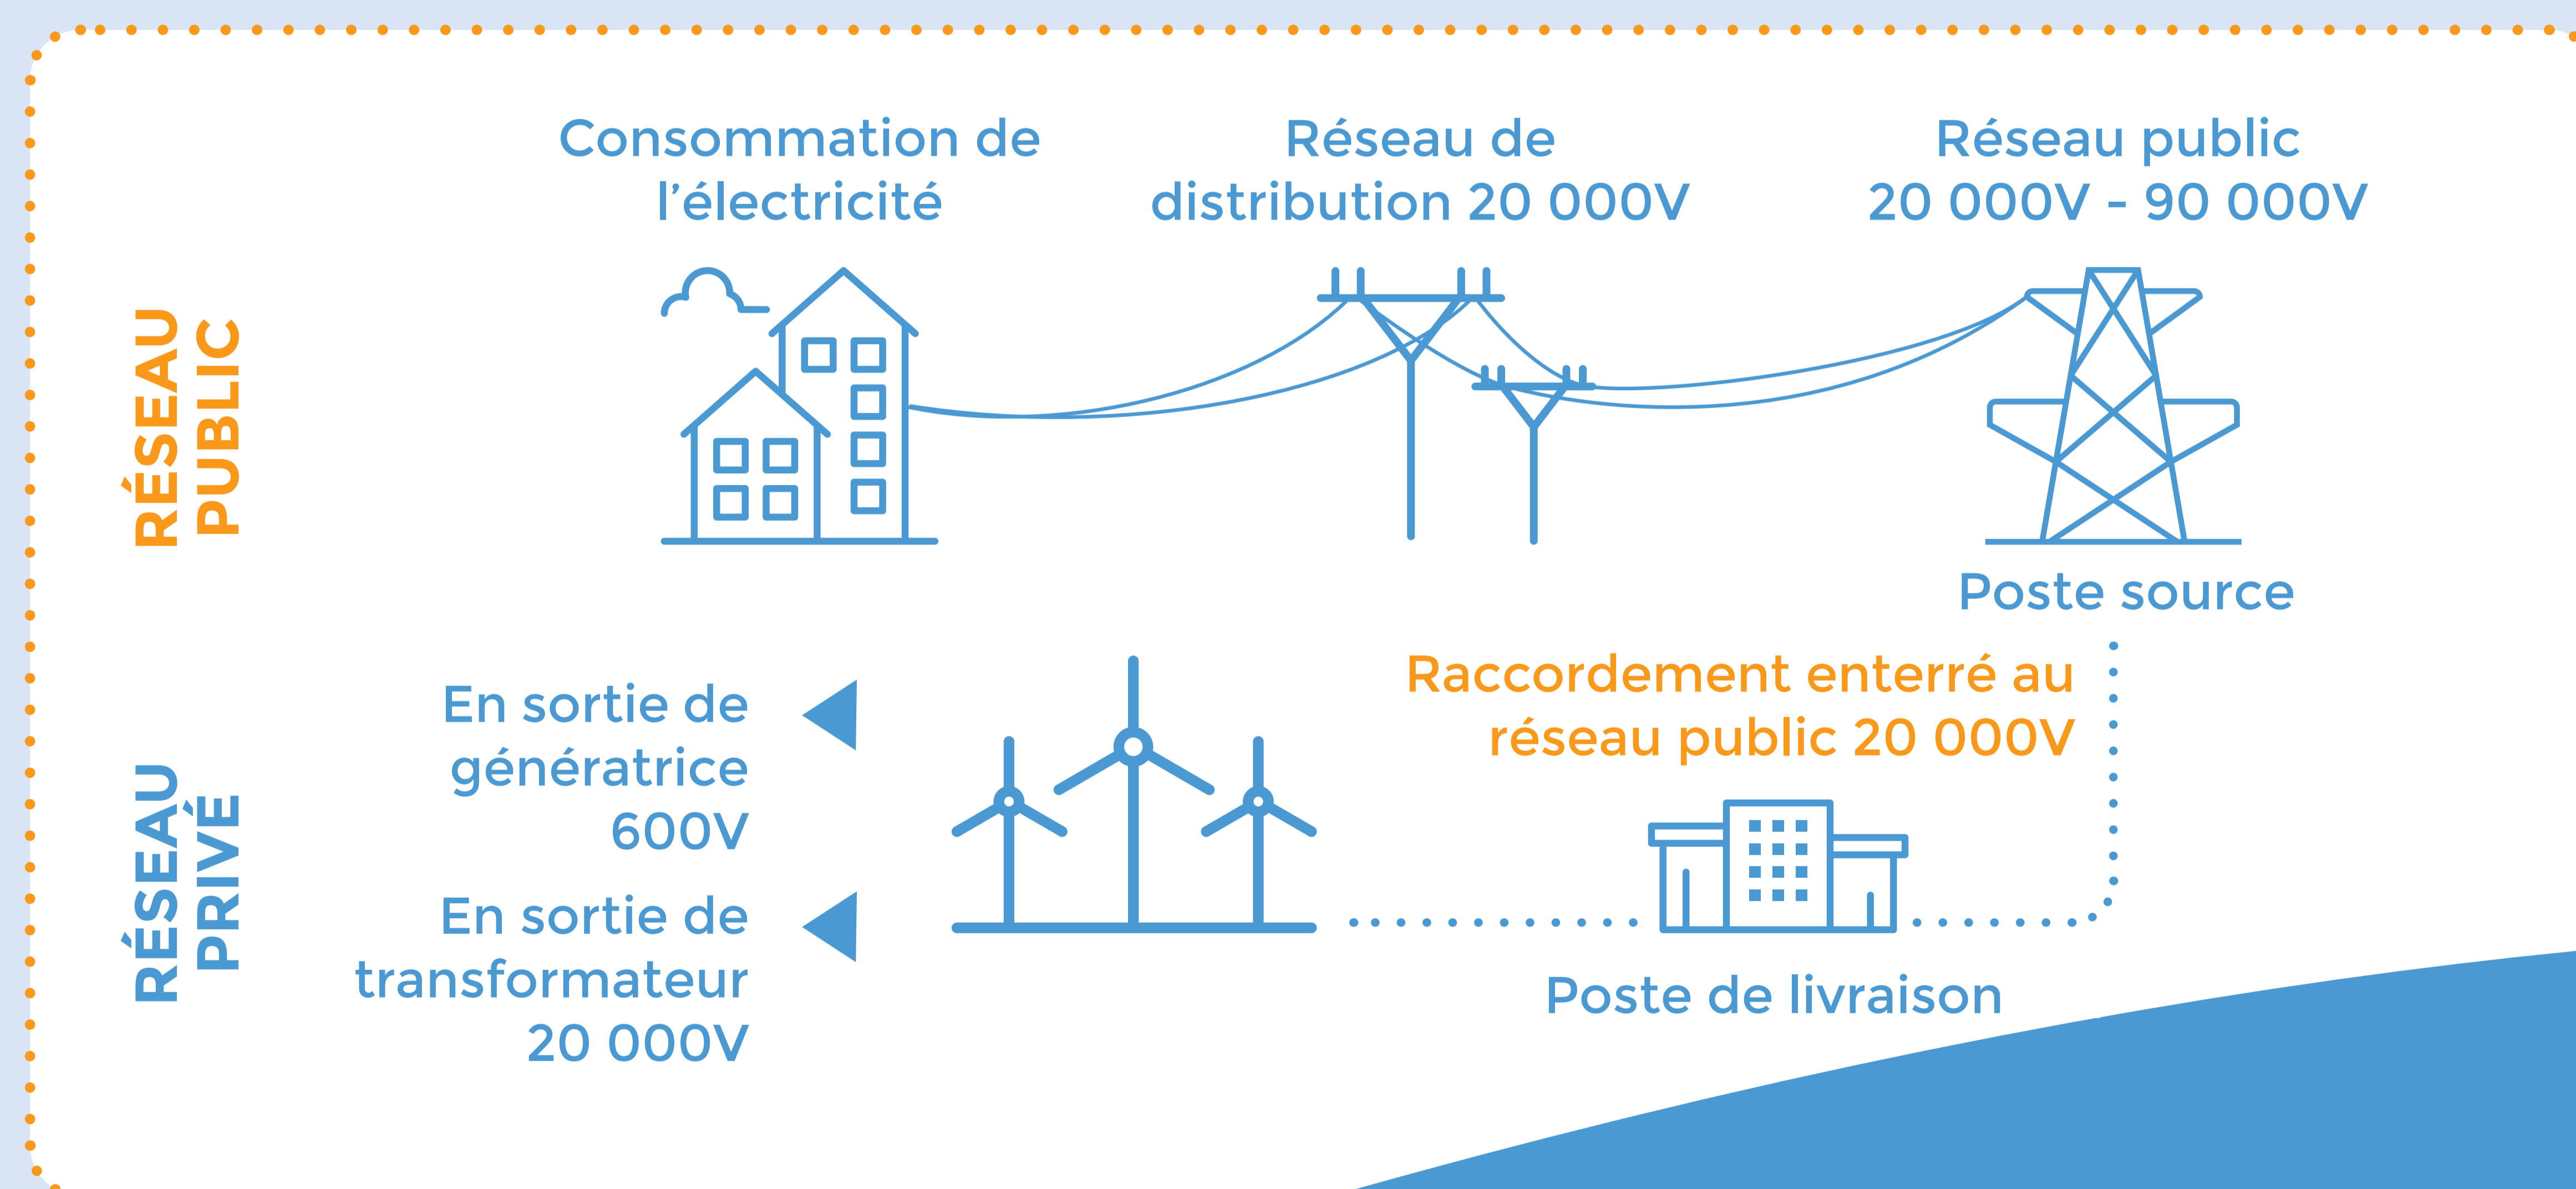 RÉSEAU
PUBLIC
Consommation de
l'électricité
Réseau de
distribution 20 000V
Réseau public
20 000V - 90 000V
Poste source
RÉSEAU
PRIVÉ
En sortie de
génératrice
600V
En sortie de
transformateur
20 000V
Raccordement enterré au
réseau public 20 000V
Poste de livraison